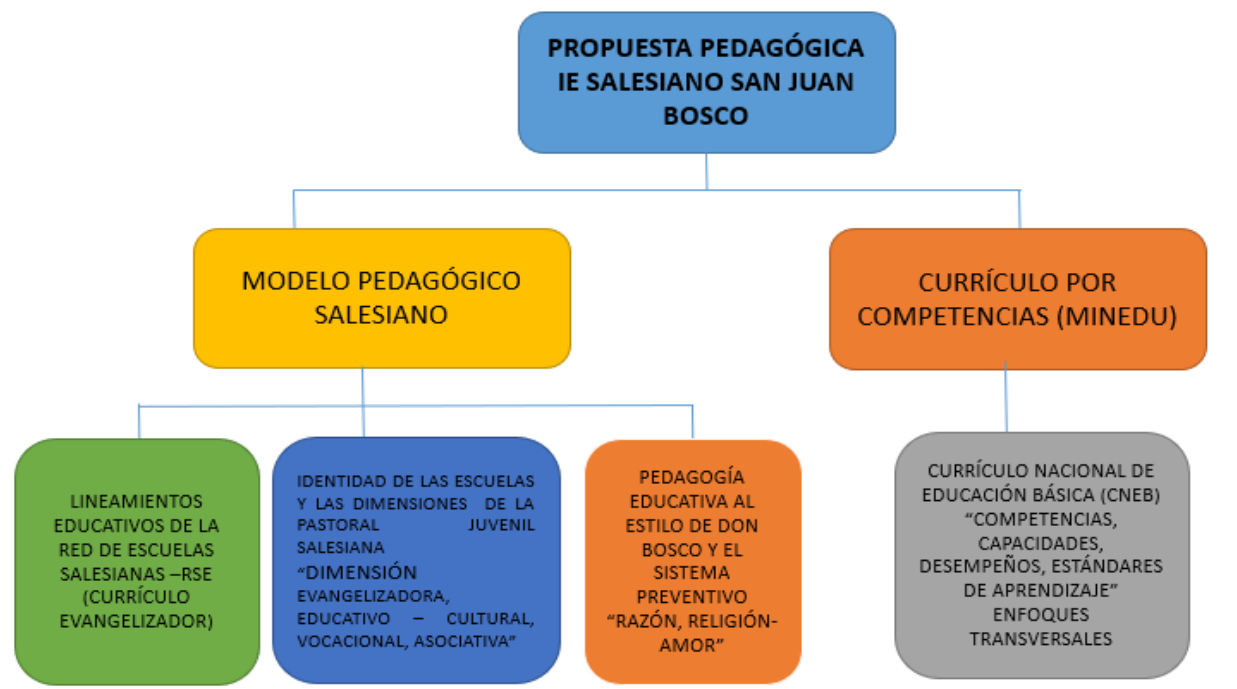 PROPUESTA PEDAGÓGICA
IE SALESIANO SAN JUAN
BOSCO
MODELO PEDAGÓGICO
SALESIANO
CURRÍCULO POR
COMPETENCIAS (MINEDU)
LINEAMIENTOS
EDUCATIVOS DE LA
RED DE ESCUELAS
SALESIANAS –RSE
(CURRÍCULO
EVANGELIZADOR)
IDENTIDAD DE LAS ESCUELAS
Y LAS DIMENSIONES DE LA
PASTORAL JUVENIL
SALESIANA
“DIMENSIÓN
EVANGELIZADORA,
EDUCATIVO – CULTURAL,
VOCACIONAL, ASOCIATIVA”
PEDAGOGÍA
EDUCATIVA AL
ESTILO DE DON
BOSCO Y EL
SISTEMA
PREVENTIVO
“RAZÓN, RELIGIÓN-
AMOR”
CURRÍCULO NACIONAL DE
EDUCACIÓN BÁSICA (CNEB)
“COMPETENCIAS,
CAPACIDADES,
DESEMPEÑOS, ESTÁNDARES
DE APRENDIZAJE”
ENFOQUES
TRANSVERSALES